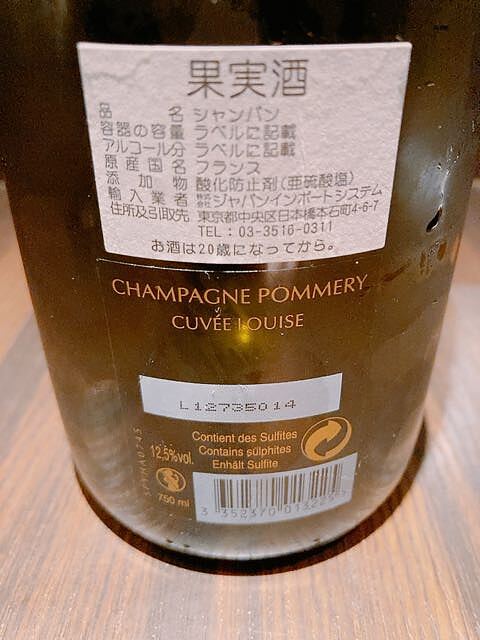 果実酒
品名 シャンパン
容器の容量 ラベルに記載
アルコール分 ラベルに記載
原産国名 フランス
添加物 酸化防止剤(亜硫酸塩)
輸入業者 株式会社ジャパンインポートシステム
住所及引取先 東京都中央区日本橋本石町4-6-7
TEL:03-3516-0311
お酒は20歳になってから。
CHAMPAGNE POMMERY
CUVÉE LOUISE
L12735014
Contient des Sulfites
Contains sulphites
Enhält Sulfite
12,5%vol.
750 ml